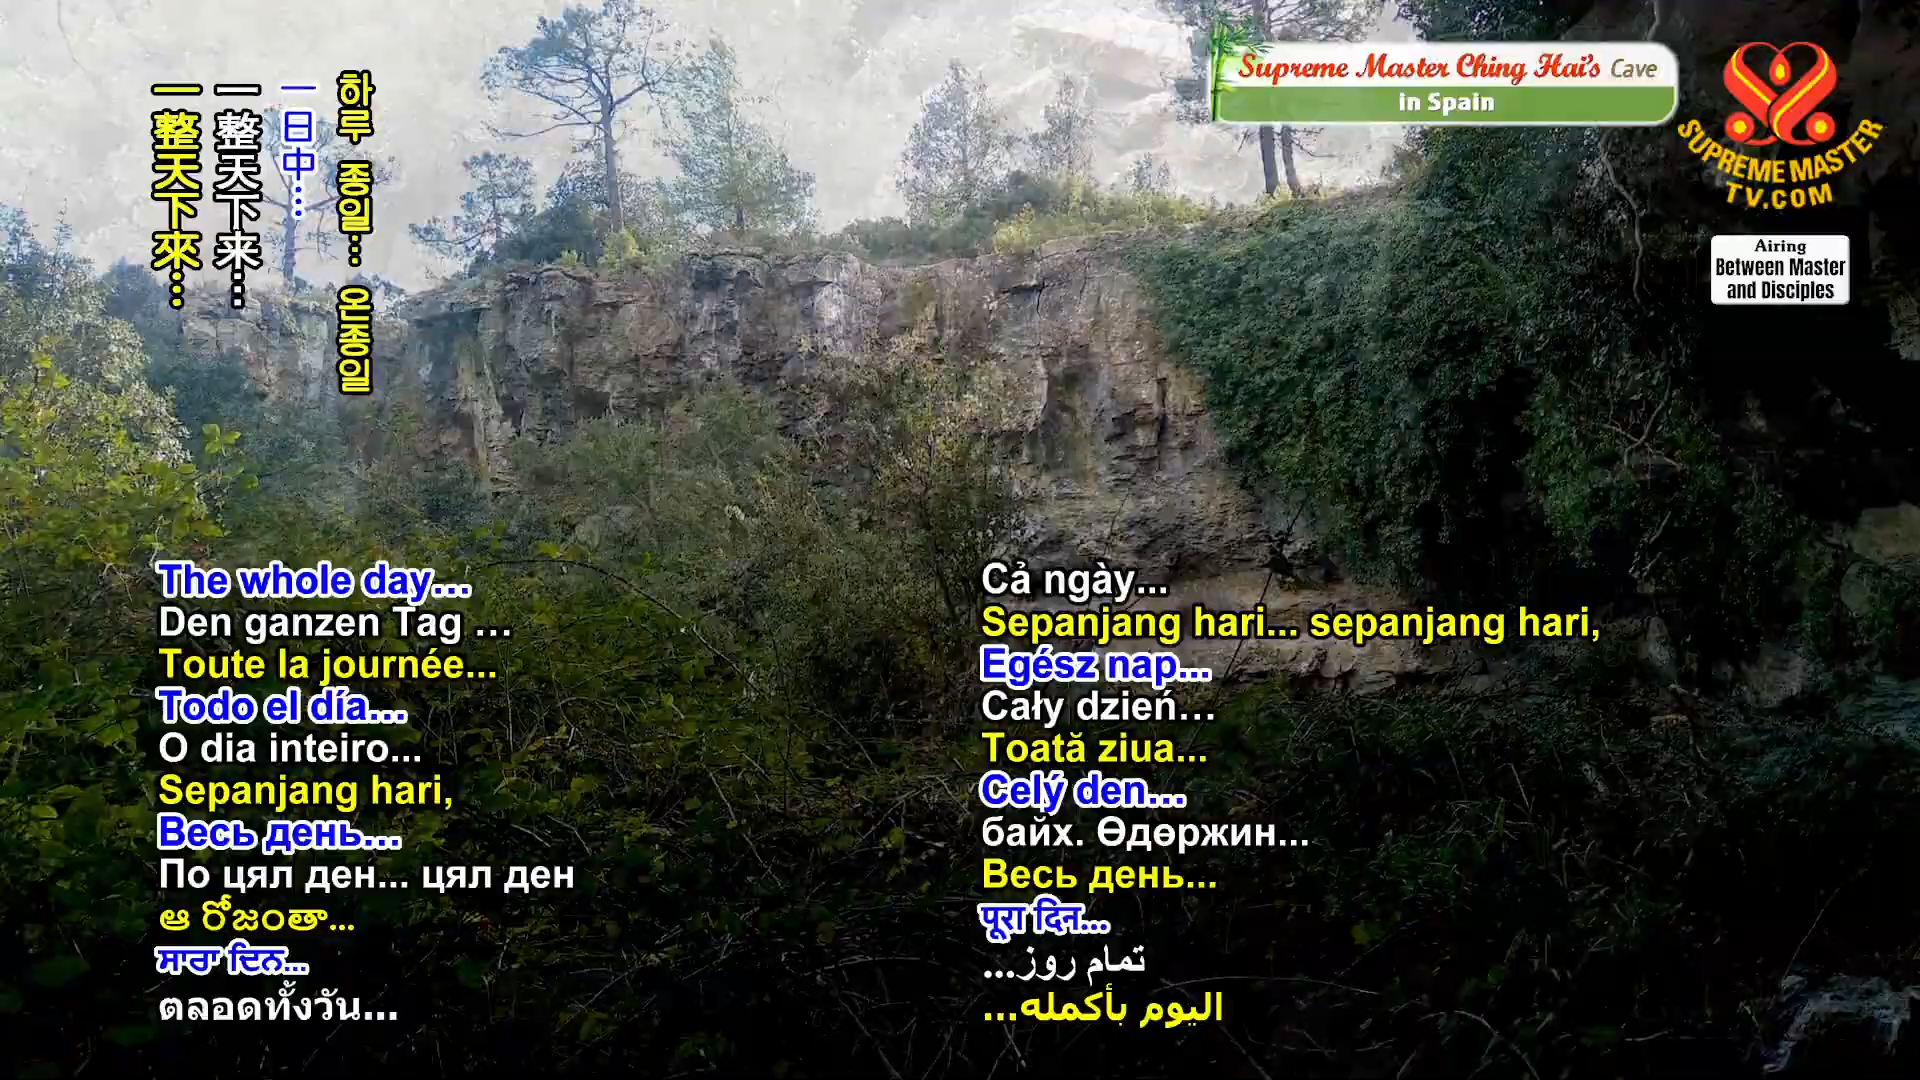 Supreme Master Ching Hai's Cave
in Spain
SUPREME MASTER
TV.COM
Airing
Between Master
and Disciples
하루 종일... 온종일
一日中…
一整天下来…
一整天下來…
The whole day…
Den ganzen Tag …
Toute la journée...
Todo el día…
O dia inteiro...
Sepanjang hari,
Весь день…
По цял ден... цял ден
ఆ రోజంతా...
ਸਾਰਾ ਦਿਨ...
ตลอดทั้งวัน...
Cả ngày...
Sepanjang hari... sepanjang hari,
Egész nap...
Cały dzień…
Toată ziua...
Celý den…
байх. Өдөржин...
Весь день...
पूरा दिन...
تمام روز...
اليوم بأكمله...